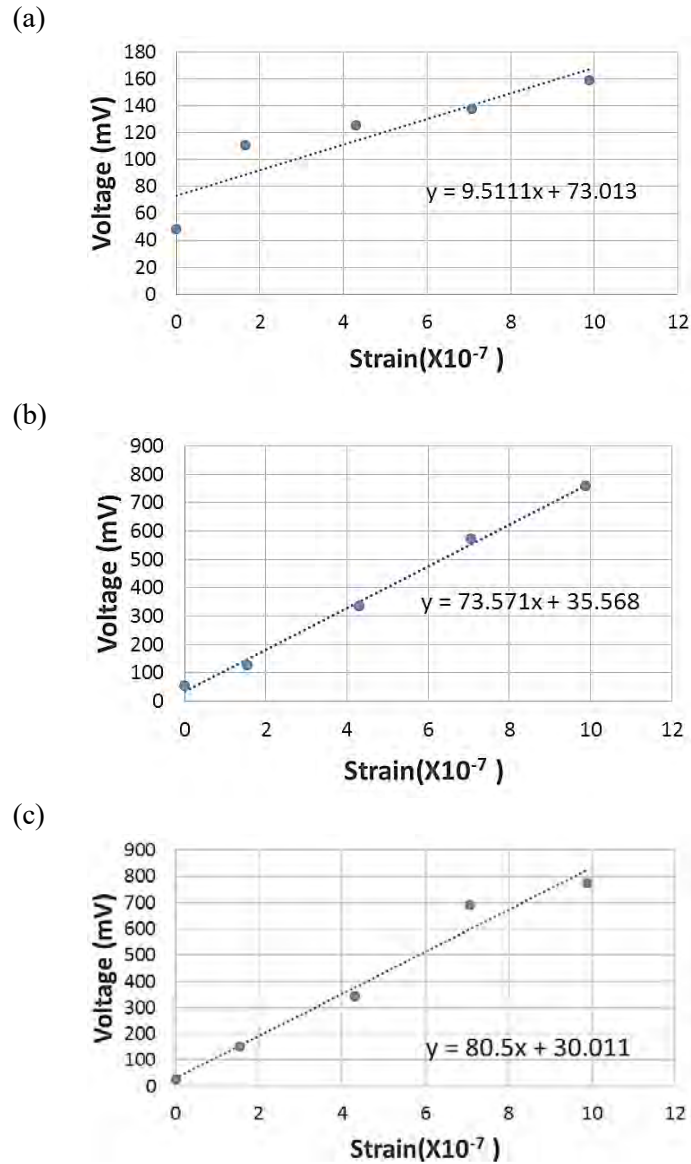 (a)
180
160
140
120
100
80
60
40
20
0
Voltage (mV)
y = 9.5111x + 73.013
0 2 4 6 8 10 12
Strain(X10⁻⁷ )
(b)
900
800
700
600
500
400
300
200
100
0
Voltage (mV)
y = 73.571x + 35.568
0 2 4 6 8 10 12
Strain(X10⁻⁷ )
(c)
900
800
700
600
500
400
300
200
100
0
Voltage (mV)
y = 80.5x + 30.011
0 2 4 6 8 10 12
Strain(X10⁻⁷ )